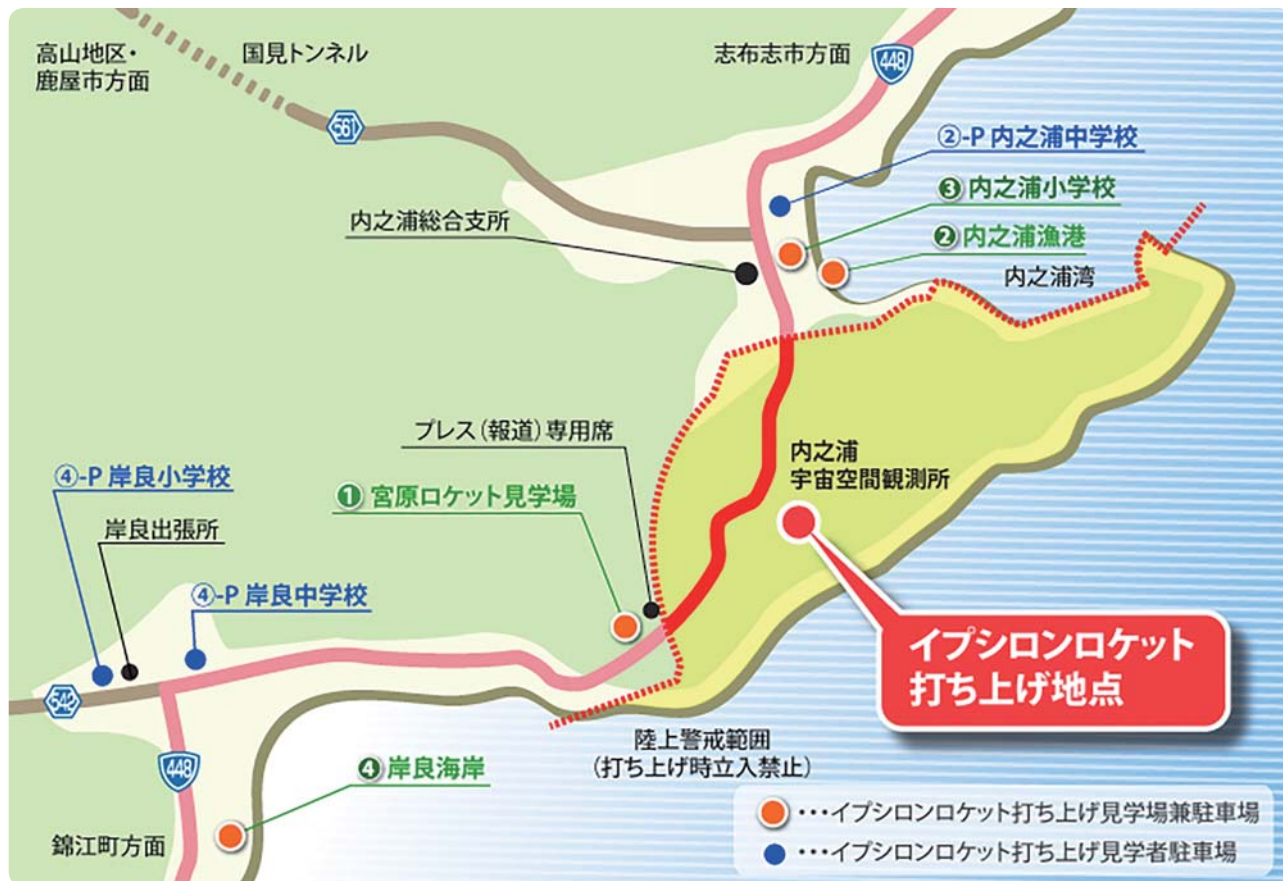 高山地区・
鹿屋市方面
国見トンネル
志布志市方面
448
561
②-P 内之浦中学校
❸ 内之浦小学校
❷ 内之浦漁港
内之浦総合支所
内之浦湾
プレス(報道)専用席
内之浦
宇宙空間観測所
④-P 岸良小学校
❶ 宮原ロケット見学場
岸良出張所
④-P 岸良中学校
イプシロンロケット
打ち上げ地点
542
448
陸上警戒範囲
(打ち上げ時立入禁止)
❹ 岸良海岸
錦江町方面
・・・イプシロンロケット打ち上げ見学場兼駐車場
・・・イプシロンロケット打ち上げ見学者駐車場